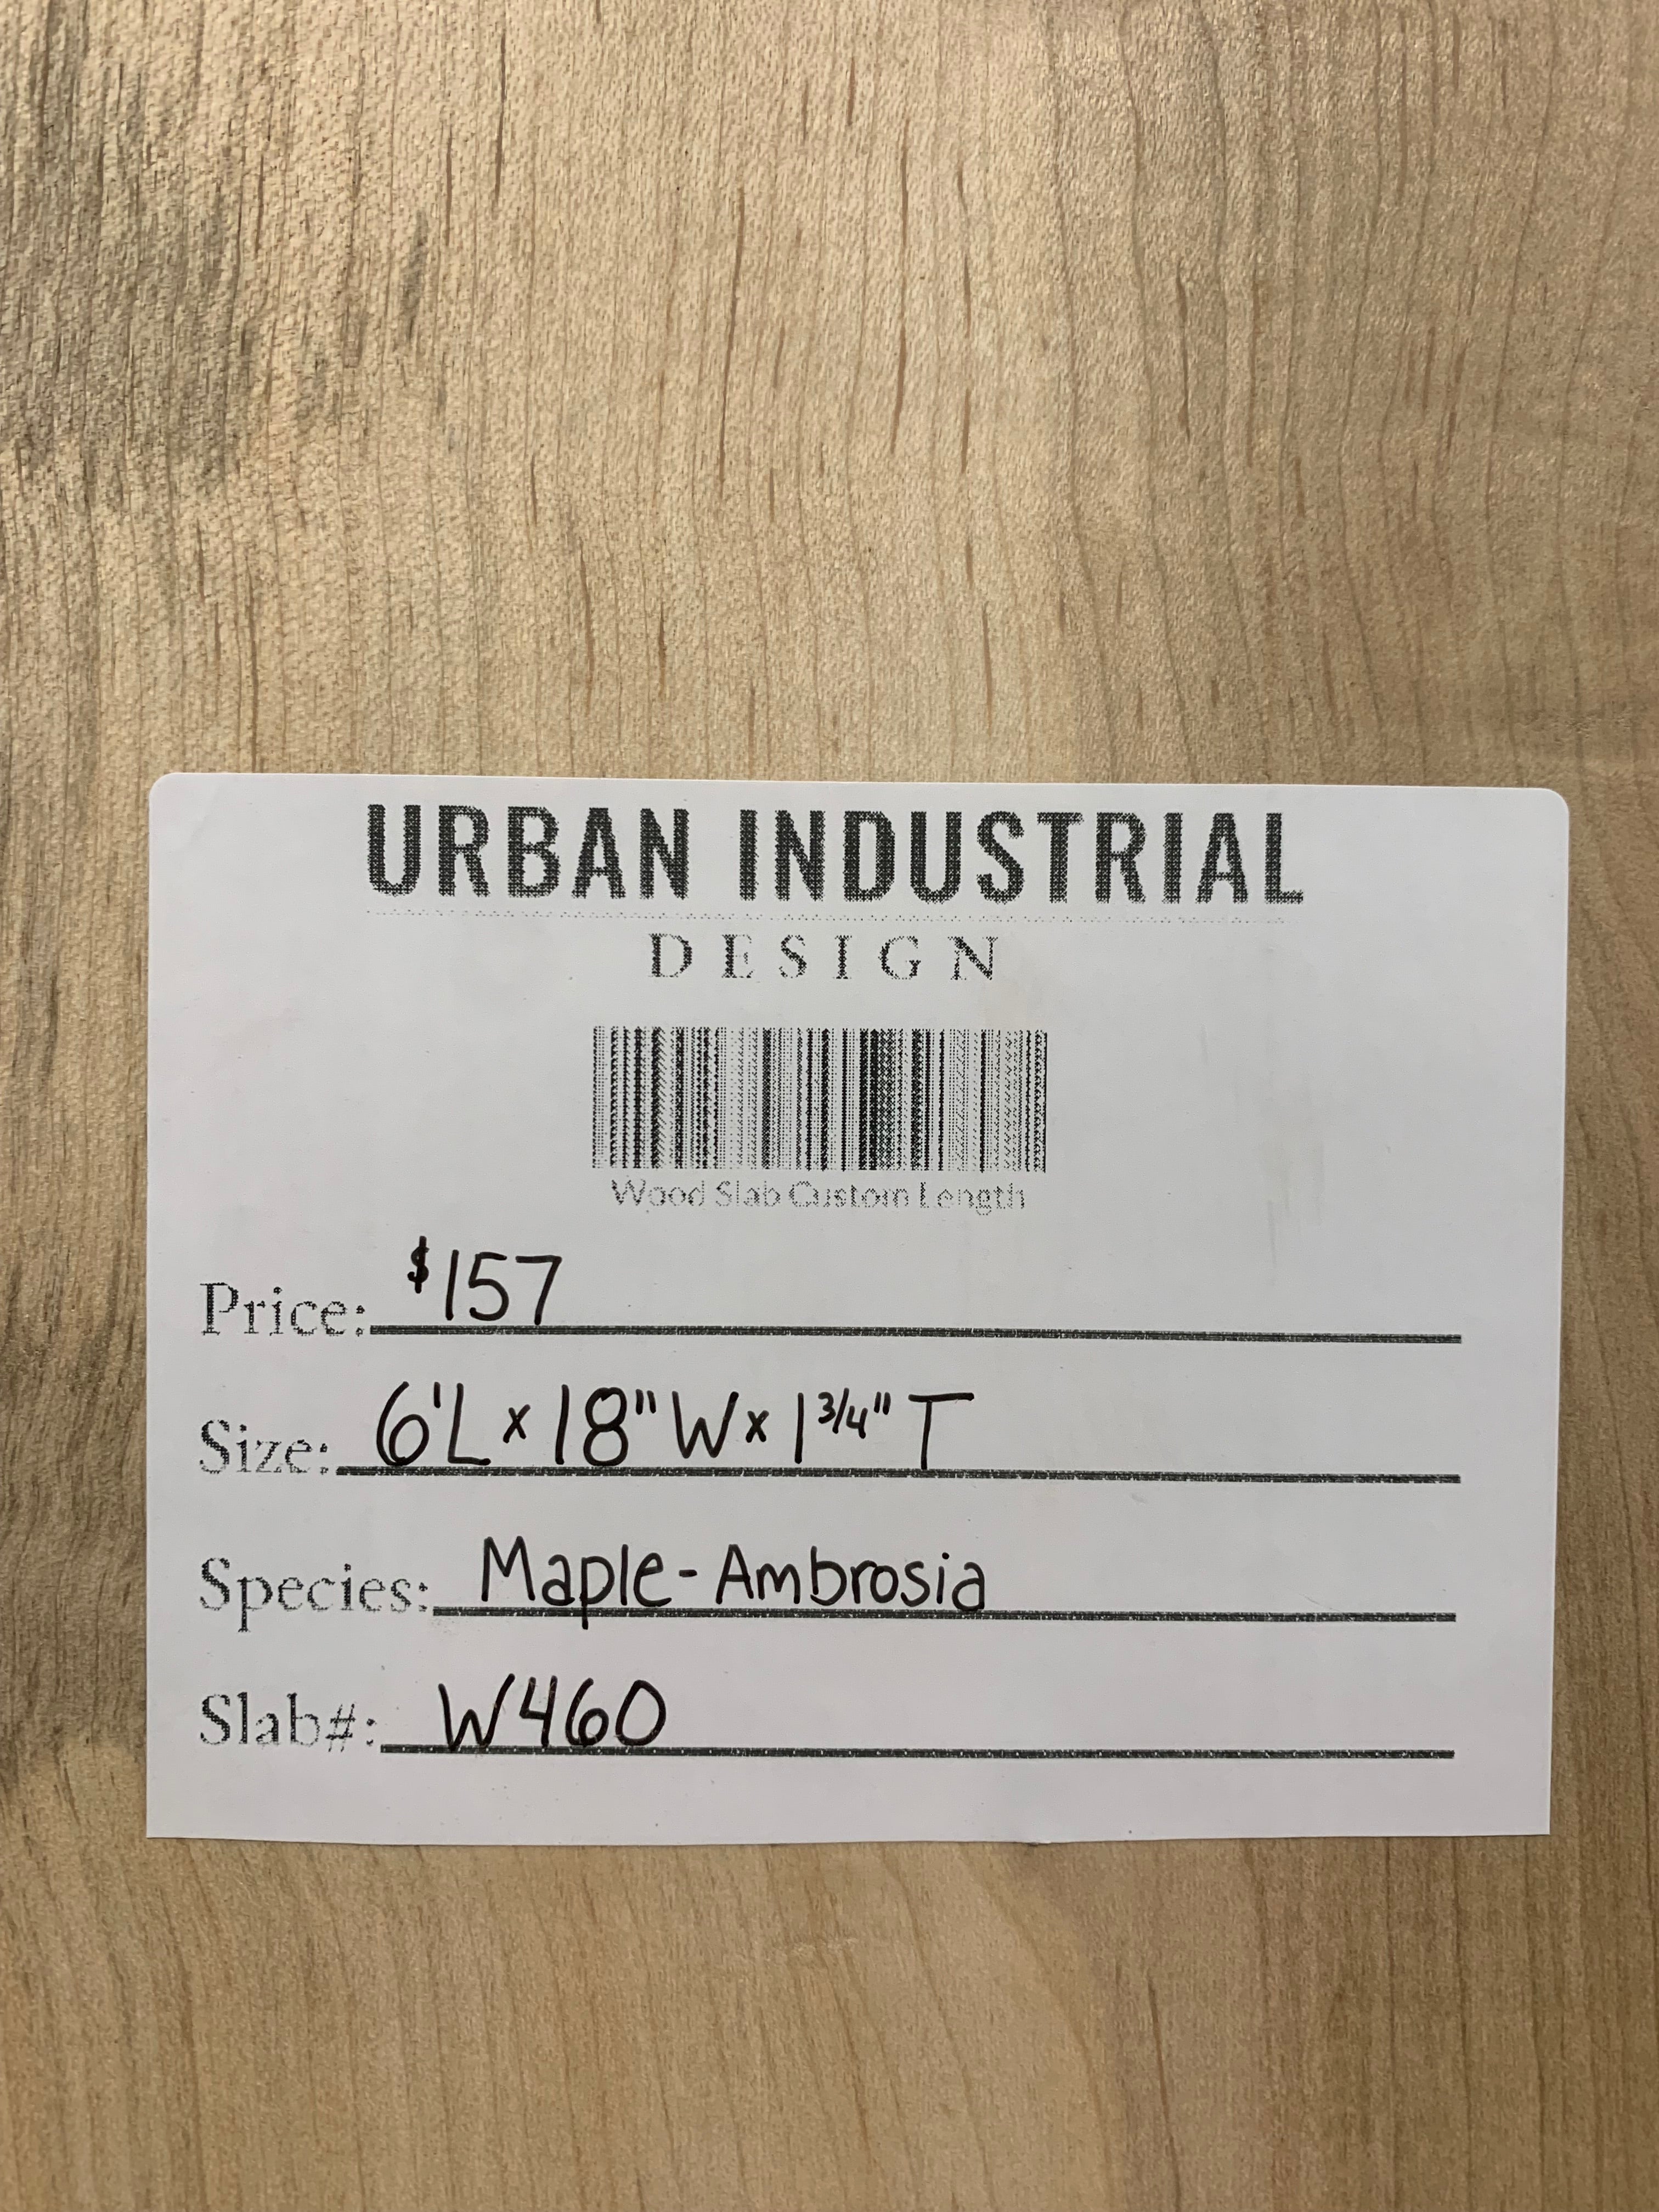 URBAN INDUSTRIAL
DESIGN
Wood Slab Custom Length
Price: $157
Size: 6'L x 18" W x 1 3/4" T
Species: Maple-Ambrosia
Slab#: W460